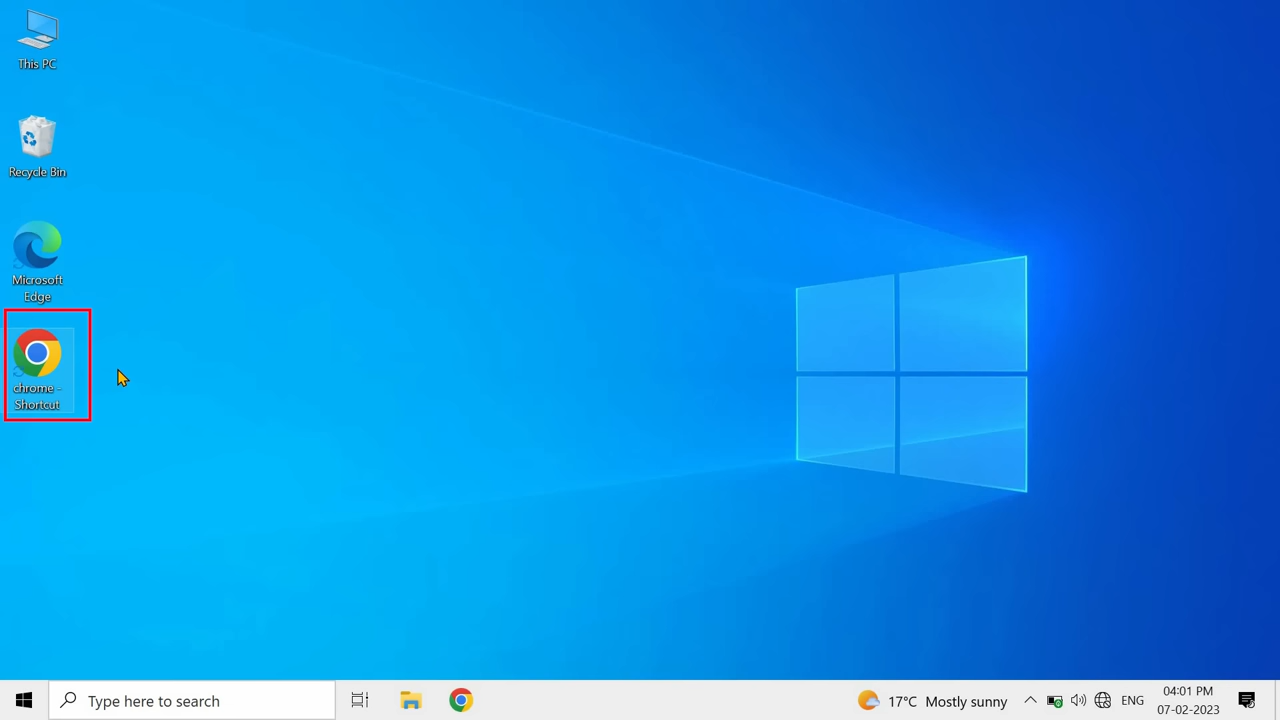 This PC
Recycle Bin
Microsoft
Edge
chrome -
Shortcut
Type here to search
17°C Mostly sunny
ENG
04:01 PM
07-02-2023